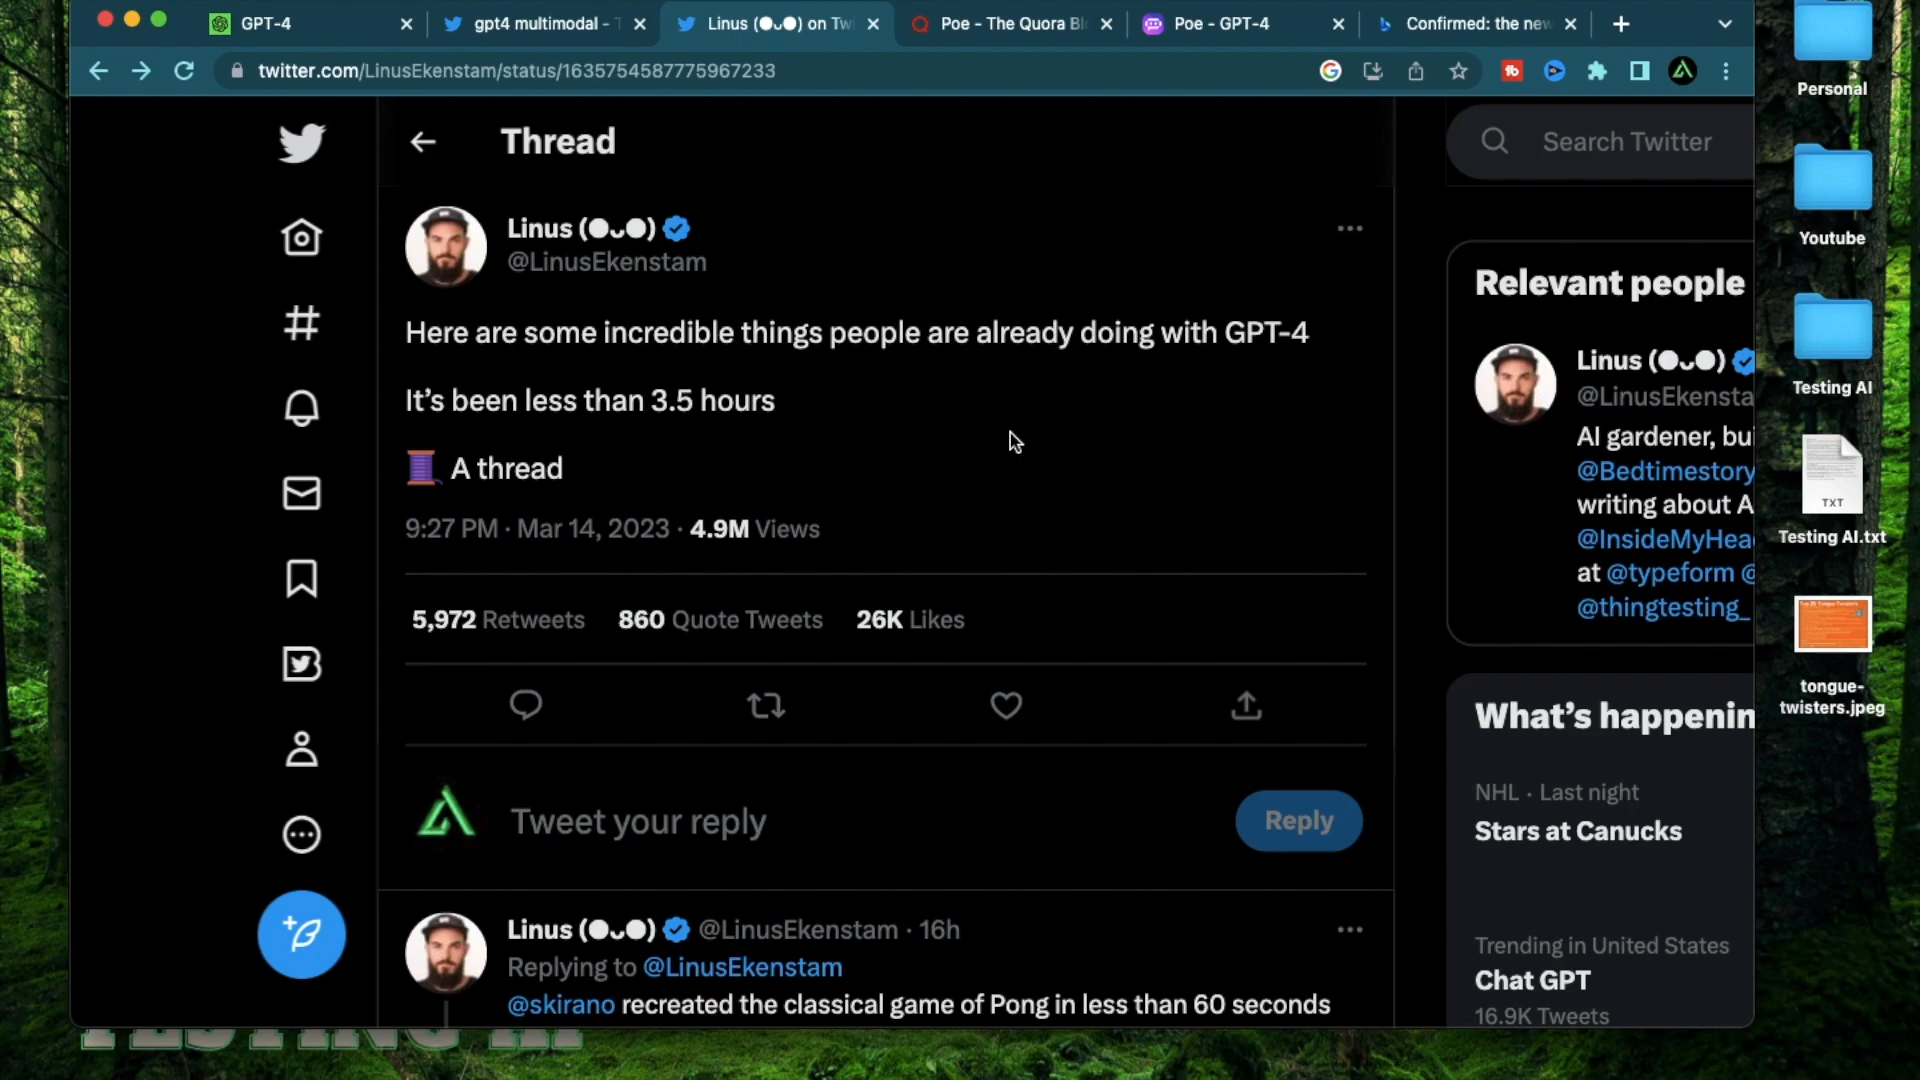 GPT-4
gpt4 multimodal -
Linus (●ᴗ●) on Tw
Poe - The Quora Bl
Poe - GPT-4
Confirmed: the new
twitter.com/LinusEkenstam/status/1635754587775967233
Thread
Search Twitter
Linus (●ᴗ●)
@LinusEkenstam
Here are some incredible things people are already doing with GPT-4
It's been less than 3.5 hours
🧵 A thread
9:27 PM · Mar 14, 2023 · 4.9M Views
5,972 Retweets 860 Quote Tweets 26K Likes
Tweet your reply
Reply
Linus (●ᴗ●) @LinusEkenstam · 16h
Replying to @LinusEkenstam
@skirano recreated the classical game of Pong in less than 60 seconds
Relevant people
Linus (●ᴗ●)
@LinusEkensta
AI gardener, bui
@Bedtimestory
writing about A
@InsideMyHea
at @typeform @
@thingtesting_
What's happenin
NHL · Last night
Stars at Canucks
Trending in United States
Chat GPT
16.9K Tweets
Personal
Youtube
Testing AI
TXT
Testing AI.txt
tongue-
twisters.jpeg
TESTING AI